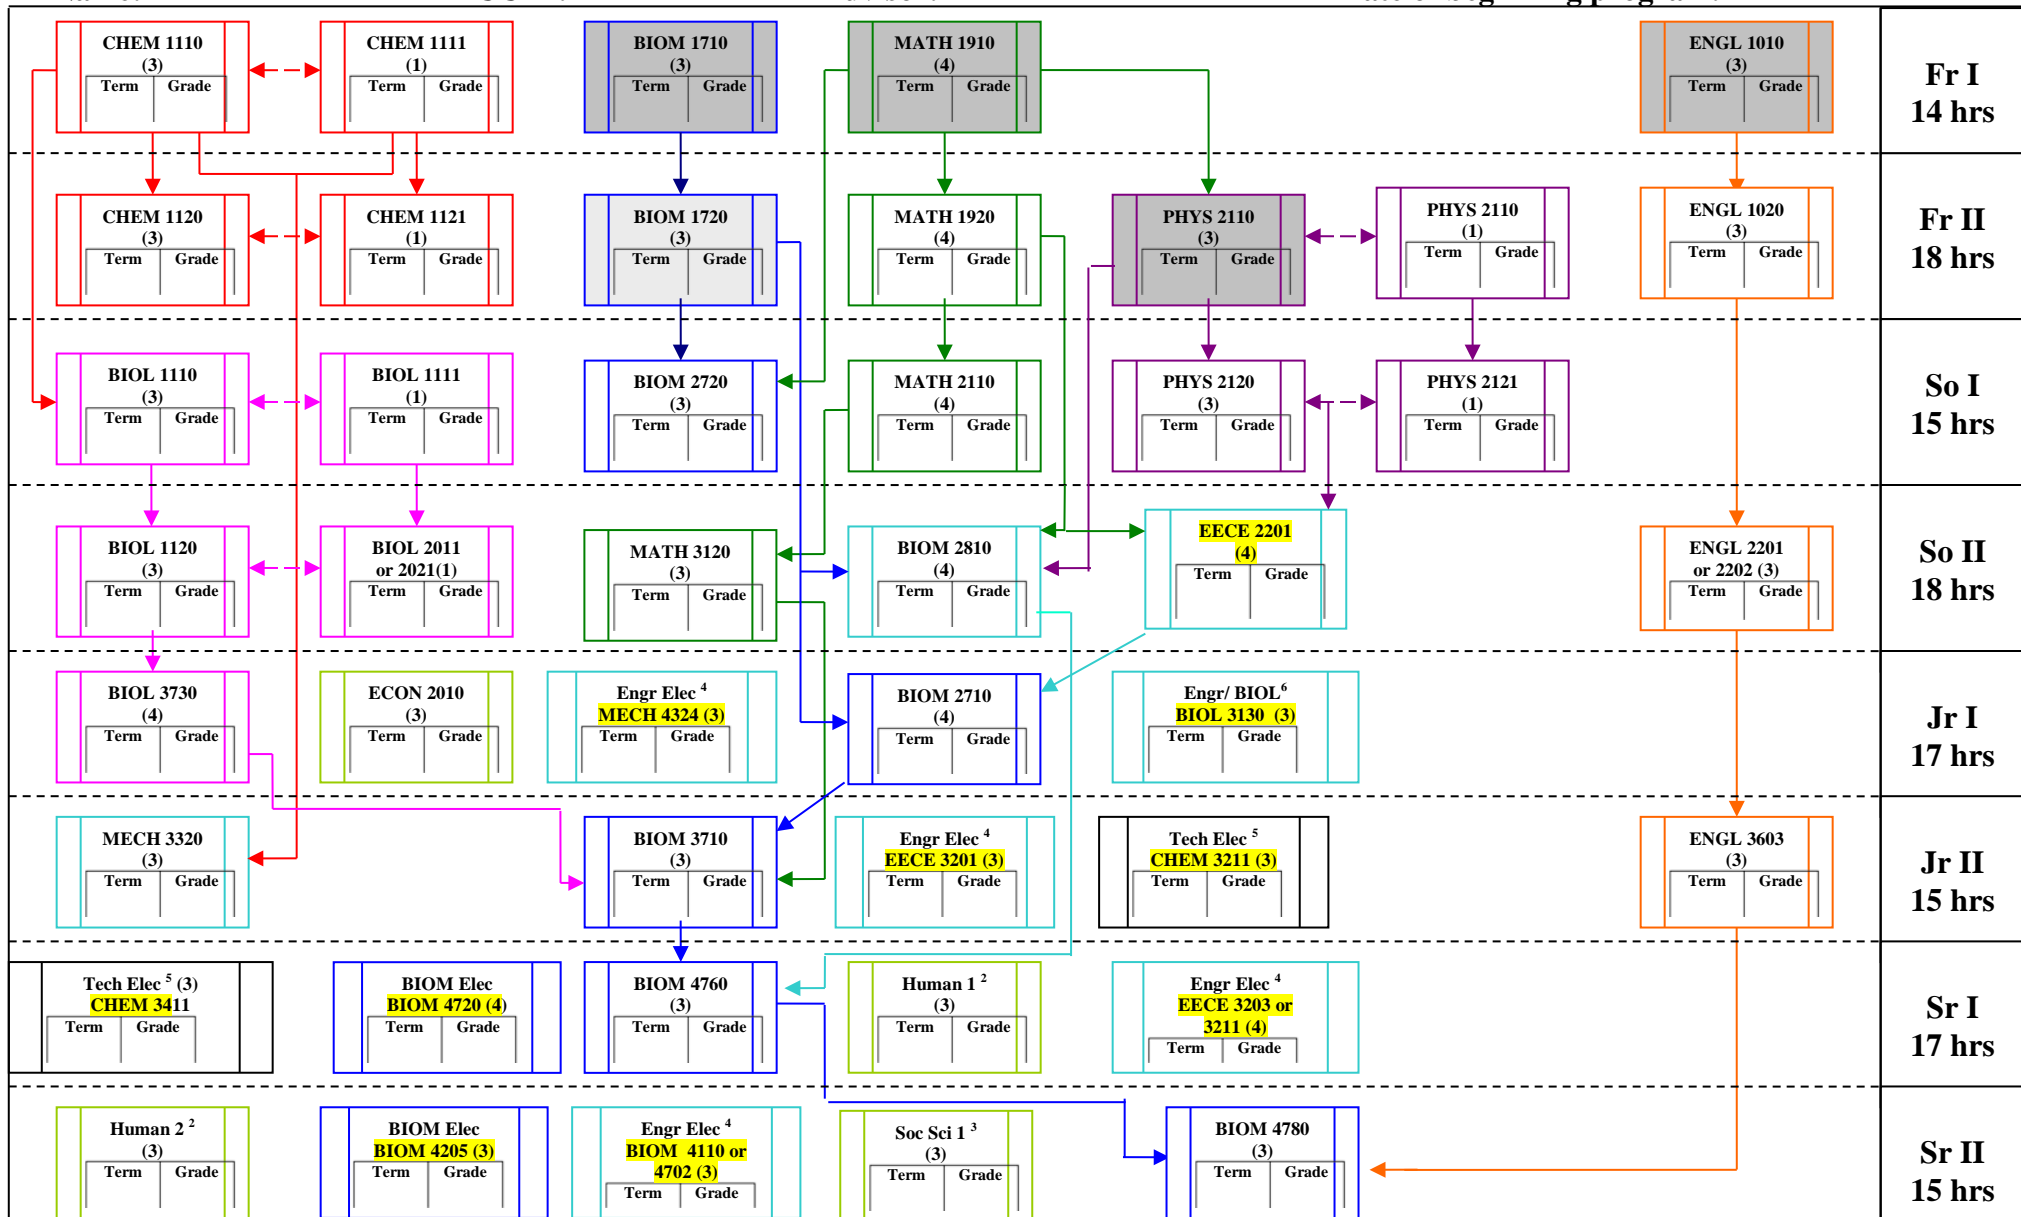 CHEM 1110
(3)
Term Grade
CHEM 1111
(1)
Term Grade
BIOM 1710
(3)
Term Grade
MATH 1910
(4)
Term Grade
ENGL 1010
(3)
Term Grade
Fr I
14 hrs
CHEM 1120
(3)
Term Grade
CHEM 1121
(1)
Term Grade
BIOM 1720
(3)
Term Grade
MATH 1920
(4)
Term Grade
PHYS 2110
(3)
Term Grade
PHYS 2110
(1)
Term Grade
ENGL 1020
(3)
Term Grade
Fr II
18 hrs
BIOL 1110
(3)
Term Grade
BIOL 1111
(1)
Term Grade
BIOM 2720
(3)
Term Grade
MATH 2110
(4)
Term Grade
PHYS 2120
(3)
Term Grade
PHYS 2121
(1)
Term Grade
So I
15 hrs
BIOL 1120
(3)
Term Grade
BIOL 2011
or 2021(1)
Term Grade
MATH 3120
(3)
Term Grade
BIOM 2810
(4)
Term Grade
EECE 2201
(4)
Term Grade
ENGL 2201
or 2202 (3)
Term Grade
So II
18 hrs
BIOL 3730
(4)
Term Grade
ECON 2010
(3)
Term Grade
Engr Elec 4
MECH 4324 (3)
Term Grade
BIOM 2710
(4)
Term Grade
Engr/ BIOL6
BIOL 3130 (3)
Term Grade
Jr I
17 hrs
MECH 3320
(3)
Term Grade
BIOM 3710
(3)
Term Grade
Engr Elec 4
EECE 3201 (3)
Term Grade
Tech Elec 5
CHEM 3211 (3)
Term Grade
ENGL 3603
(3)
Term Grade
Jr II
15 hrs
Tech Elec 5 (3)
CHEM 3411
Term Grade
BIOM Elec
BIOM 4720 (4)
Term Grade
BIOM 4760
(3)
Term Grade
Human 1 2
(3)
Term Grade
Engr Elec 4
EECE 3203 or
3211 (4)
Term Grade
Sr I
17 hrs
Human 2 2
(3)
Term Grade
BIOM Elec
BIOM 4205 (3)
Term Grade
Engr Elec 4
BIOM 4110 or
4702 (3)
Term Grade
Soc Sci 1 3
(3)
Term Grade
BIOM 4780
(3)
Term Grade
Sr II
15 hrs